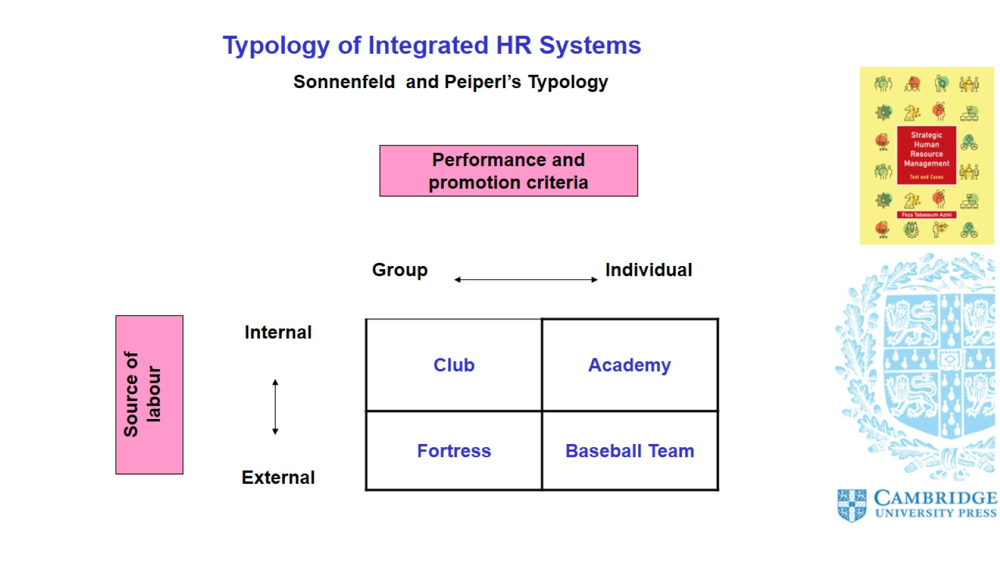 Typology of Integrated HR Systems
Sonnenfeld  and Peiperl’s Typology
Performance and
promotion criteria
Group
Individual
Source of
labour
Internal
External
Club
Academy
Fortress
Baseball Team
Strategic
Human
Resource
Management
Text and Cases
Feza Tabassum Azmi
CAMBRIDGE
UNIVERSITY PRESS